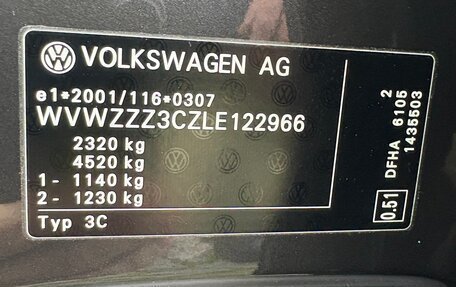 VOLKSWAGEN AG
e1*2001/116*0307
WVWZZZ3CZLE122966
2320 kg
4520 kg
1- 1140 kg
2- 1230 kg
Typ 3C
DFHA 6105 2
1435503
0.51